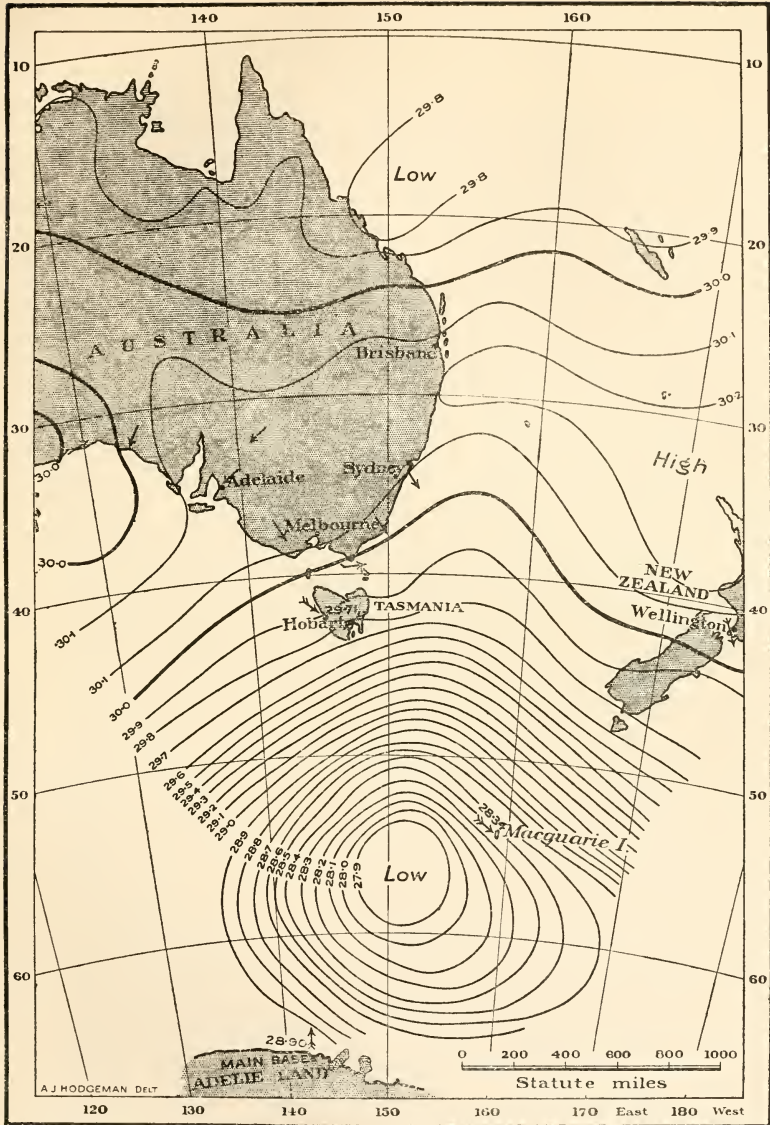 140 150 160
10 10
29·8
Low
29·8
20 20
29·9
30·0
AUSTRALIA
30·1
Brisbane
30·2
30 30
High
30·0
Sydney
Adelaide
Melbourne
30·0
NEW
ZEALAND
40 40
TASMANIA
29·71
Wellington
Hobart
30·1
30·1
30·0
29·9
29·8
29·7
29·6
29·5
29·4
29·3
29·2
29·1
29·0
50 50
28·34
Macquarie I.
28·9
28·8
28·7
28·6
28·5
28·4
28·3
28·2
28·1
28·0
27·9
Low
60 60
28·90
MAIN BASE
ADELIE LAND
0 200 400 600 800 1000
Statute miles
A J HODGEMAN DELT
120 130 140 150 160 170 East 180 West